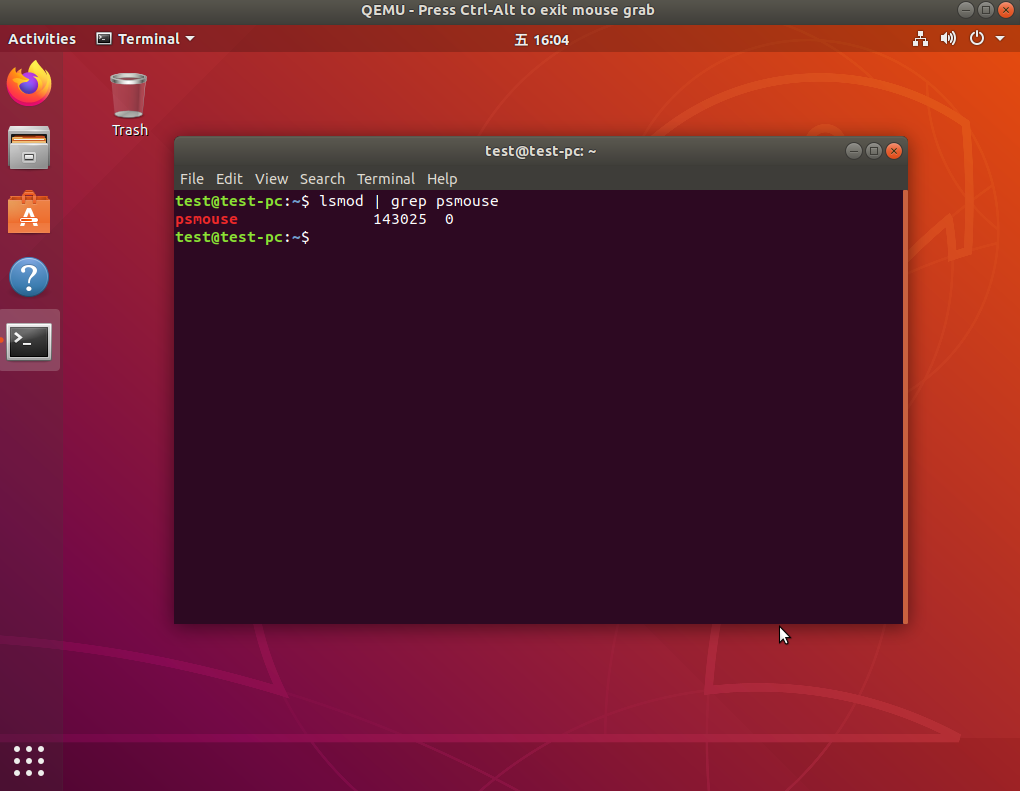 QEMU - Press Ctrl-Alt to exit mouse grab
Activities Terminal 五 16:04
Trash
test@test-pc: ~
File Edit View Search Terminal Help
test@test-pc:~$ lsmod | grep psmouse
psmouse 143025 0
test@test-pc:~$